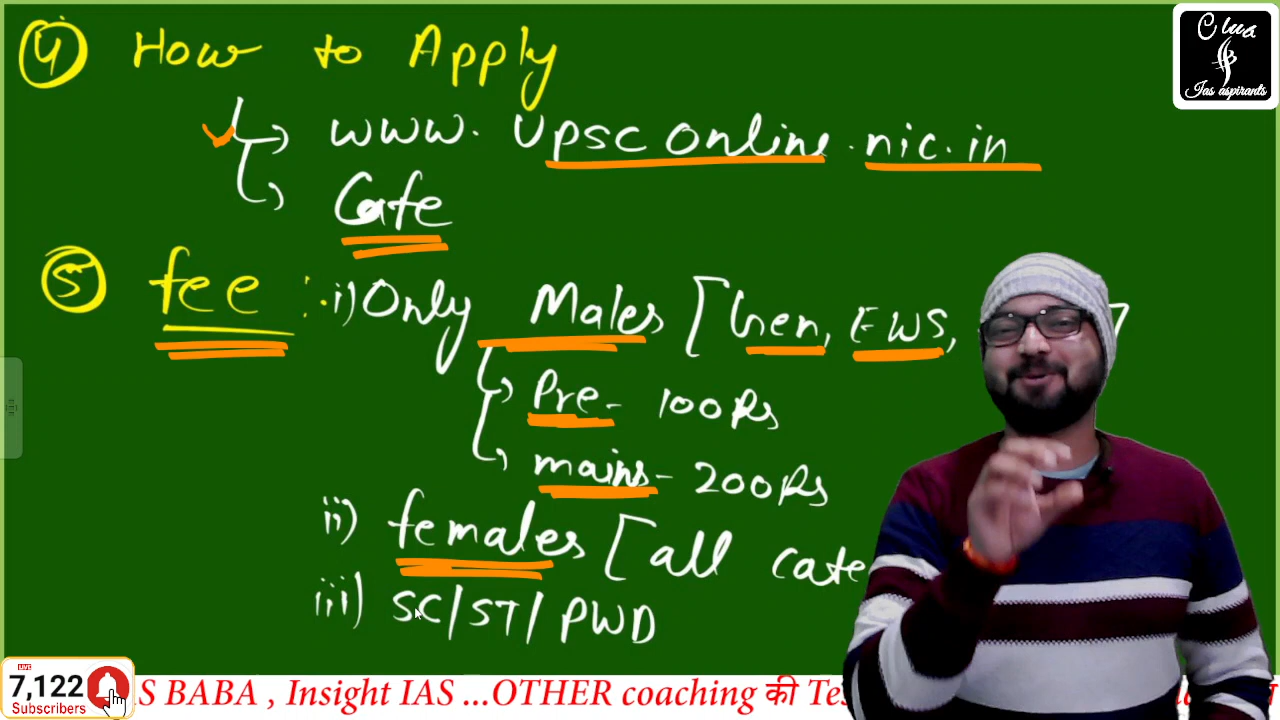 Clua
Ias aspirants
(4) How to Apply
www. Upsc online . nic. in
Cafe
(5) fee : i) Only Males [Gen, EWS,
Pre - 100 Rs
mains - 200 Rs
ii) females [all cate
iii) SC/ST/PWD
LIVE
7,122
Subscribers
S BABA , Insight IAS ...OTHER coaching की Tes